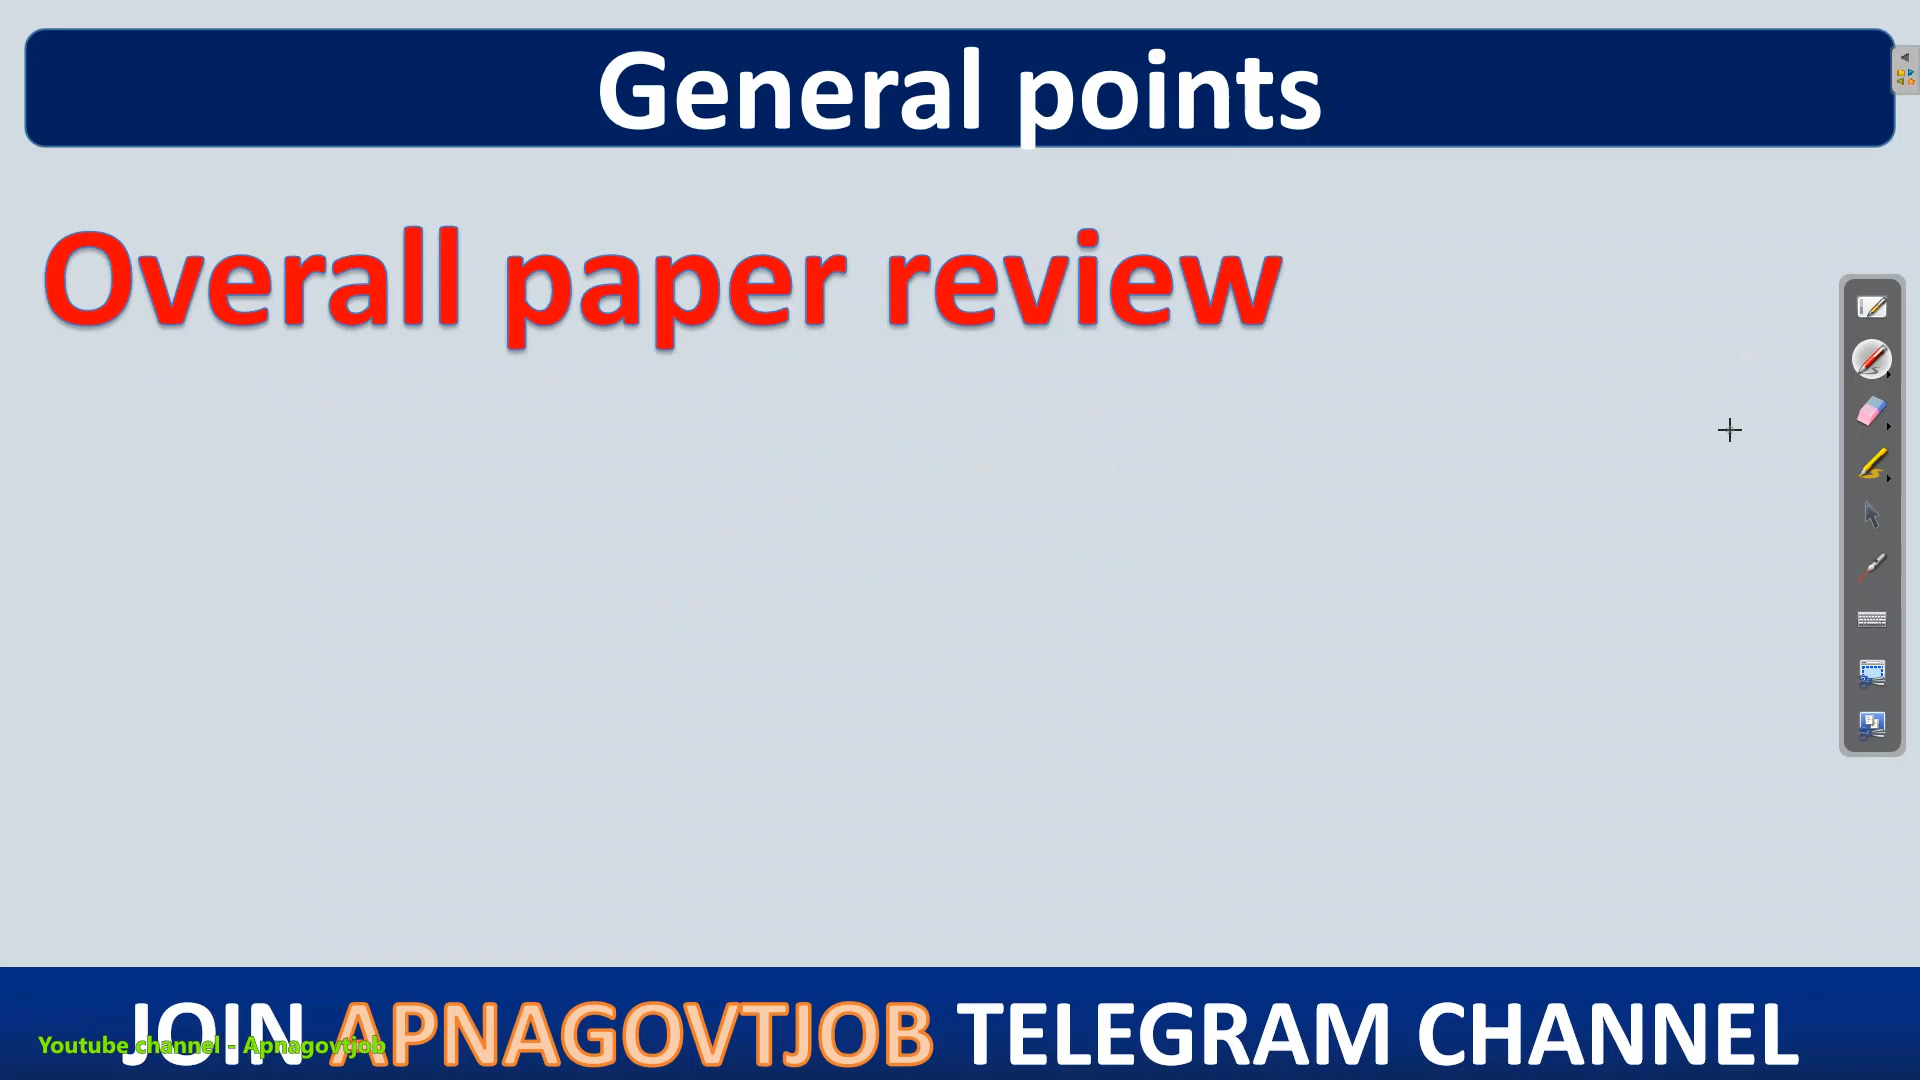 General points
Overall paper review
JOIN APNAGOVTJOB TELEGRAM CHANNEL
Youtube channel - Apnagovtjob